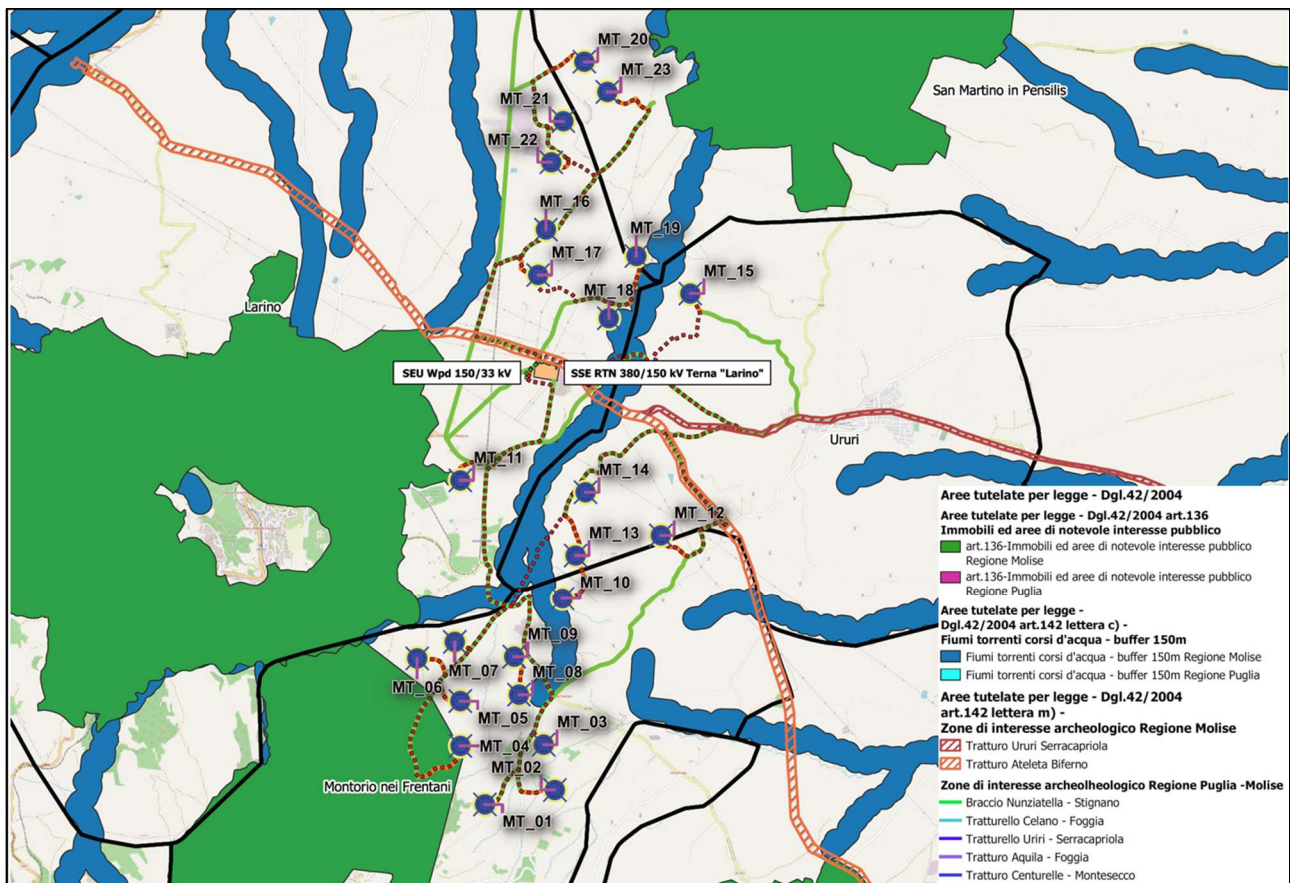 MT_20
MT_23
San Martino in Pensilis
MT_21
MT_22
MT_16
MT_19
MT_17
MT_15
Larino
MT_18
SEU Wpd 150/33 kV
SSE RTN 380/150 kV Terna "Larino"
Ururi
MT_11
MT_14
MT_12
MT_13
MT_10
MT_09
MT_07
MT_08
MT_06
MT_05
MT_03
MT_04
MT_02
Montorio nei Frentani
MT_01
Aree tutelate per legge - Dgl.42/2004
Aree tutelate per legge - Dgl.42/2004 art.136
Immobili ed aree di notevole interesse pubblico
art.136-Immobili ed aree di notevole interesse pubblico
Regione Molise
art.136-Immobili ed aree di notevole interesse pubblico
Regione Puglia
Aree tutelate per legge -
Dgl.42/2004 art.142 lettera c) -
Fiumi torrenti corsi d'acqua - buffer 150m
Fiumi torrenti corsi d'acqua - buffer 150m Regione Molise
Fiumi torrenti corsi d'acqua - buffer 150m Regione Puglia
Aree tutelate per legge - Dgl.42/2004
art.142 lettera m) -
Zone di interesse archeologico Regione Molise
Tratturo Ururi Serracapriola
Tratturo Ateleta Biferno
Zone di interesse archeolheologico Regione Puglia -Molise
Braccio Nunziatella - Stignano
Tratturello Celano - Foggia
Tratturello Uriri - Serracapriola
Tratturo Aquila - Foggia
Tratturo Centurelle - Montesecco